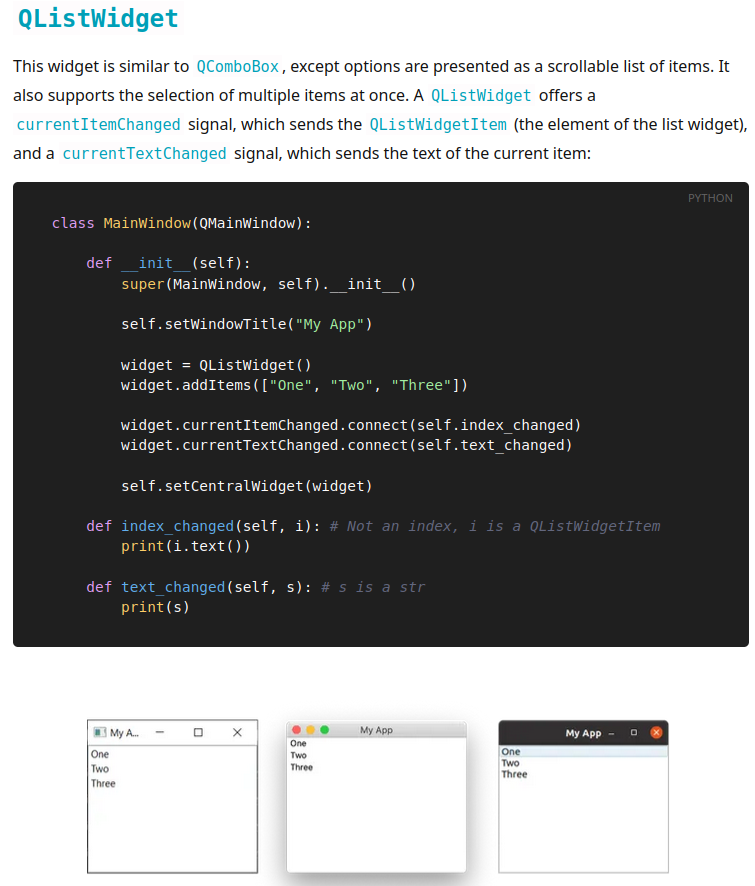 QListWidget
This widget is similar to QComboBox, except options are presented as a scrollable list of items. It
also supports the selection of multiple items at once. A QListWidget offers a
currentItemChanged signal, which sends the QListWidgetItem (the element of the list widget),
and a currentTextChanged signal, which sends the text of the current item:
PYTHON
class MainWindow(QMainWindow):
    def __init__(self):
        super(MainWindow, self).__init__()
        self.setWindowTitle("My App")
        widget = QListWidget()
        widget.addItems(["One", "Two", "Three"])
        widget.currentItemChanged.connect(self.index_changed)
        widget.currentTextChanged.connect(self.text_changed)
        self.setCentralWidget(widget)
    def index_changed(self, i): # Not an index, i is a QListWidgetItem
        print(i.text())
    def text_changed(self, s): # s is a str
        print(s)
My A...
One
Two
Three
My App
One
Two
Three
My App
One
Two
Three